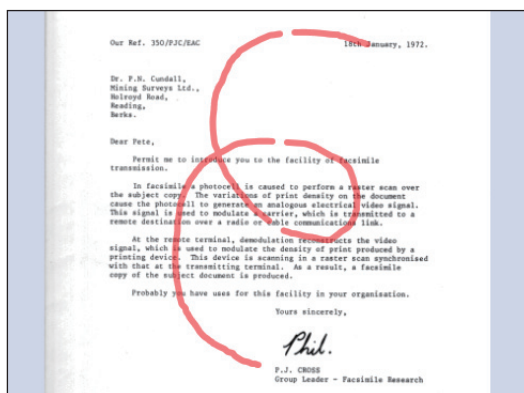 Our Ref. 350/PJC/EAC 18th January, 1972.
Dr. P.N. Cundall,
Mining Surveys Ltd.,
Holroyd Road,
Reading,
Berks.
Dear Pete,
Permit me to introduce you to the facility of facsimile
transmission.
In facsimile a photocell is caused to perform a raster scan over
the subject copy. The variations of print density on the document
cause the photocell to generate an analogous electrical video signal.
This signal is used to modulate a carrier, which is transmitted to a
remote destination over a radio or cable communications link.
At the remote terminal, demodulation reconstructs the video
signal, which is used to modulate the density of print produced by a
printing device. This device is scanning in a raster scan synchronised
with that at the transmitting terminal. As a result, a facsimile
copy of the subject document is produced.
Probably you have uses for this facility in your organisation.
Yours sincerely,
Phil.
P.J. CROSS
Group Leader - Facsimile Research